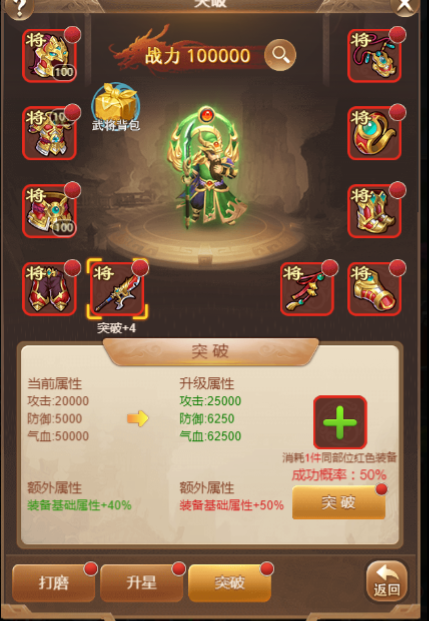 突破
战力 100000
将
100
将
将
10
将
武将背包
将
100
将
将
将
将
将
突破+4
突破
当前属性
升级属性
攻击:20000
攻击:25000
防御:5000
防御:6250
气血:50000
气血:62500
消耗1件同部位红色装备
成功概率：50%
额外属性
额外属性
装备基础属性+40%
装备基础属性+50%
突破
打磨
升星
突破
返回